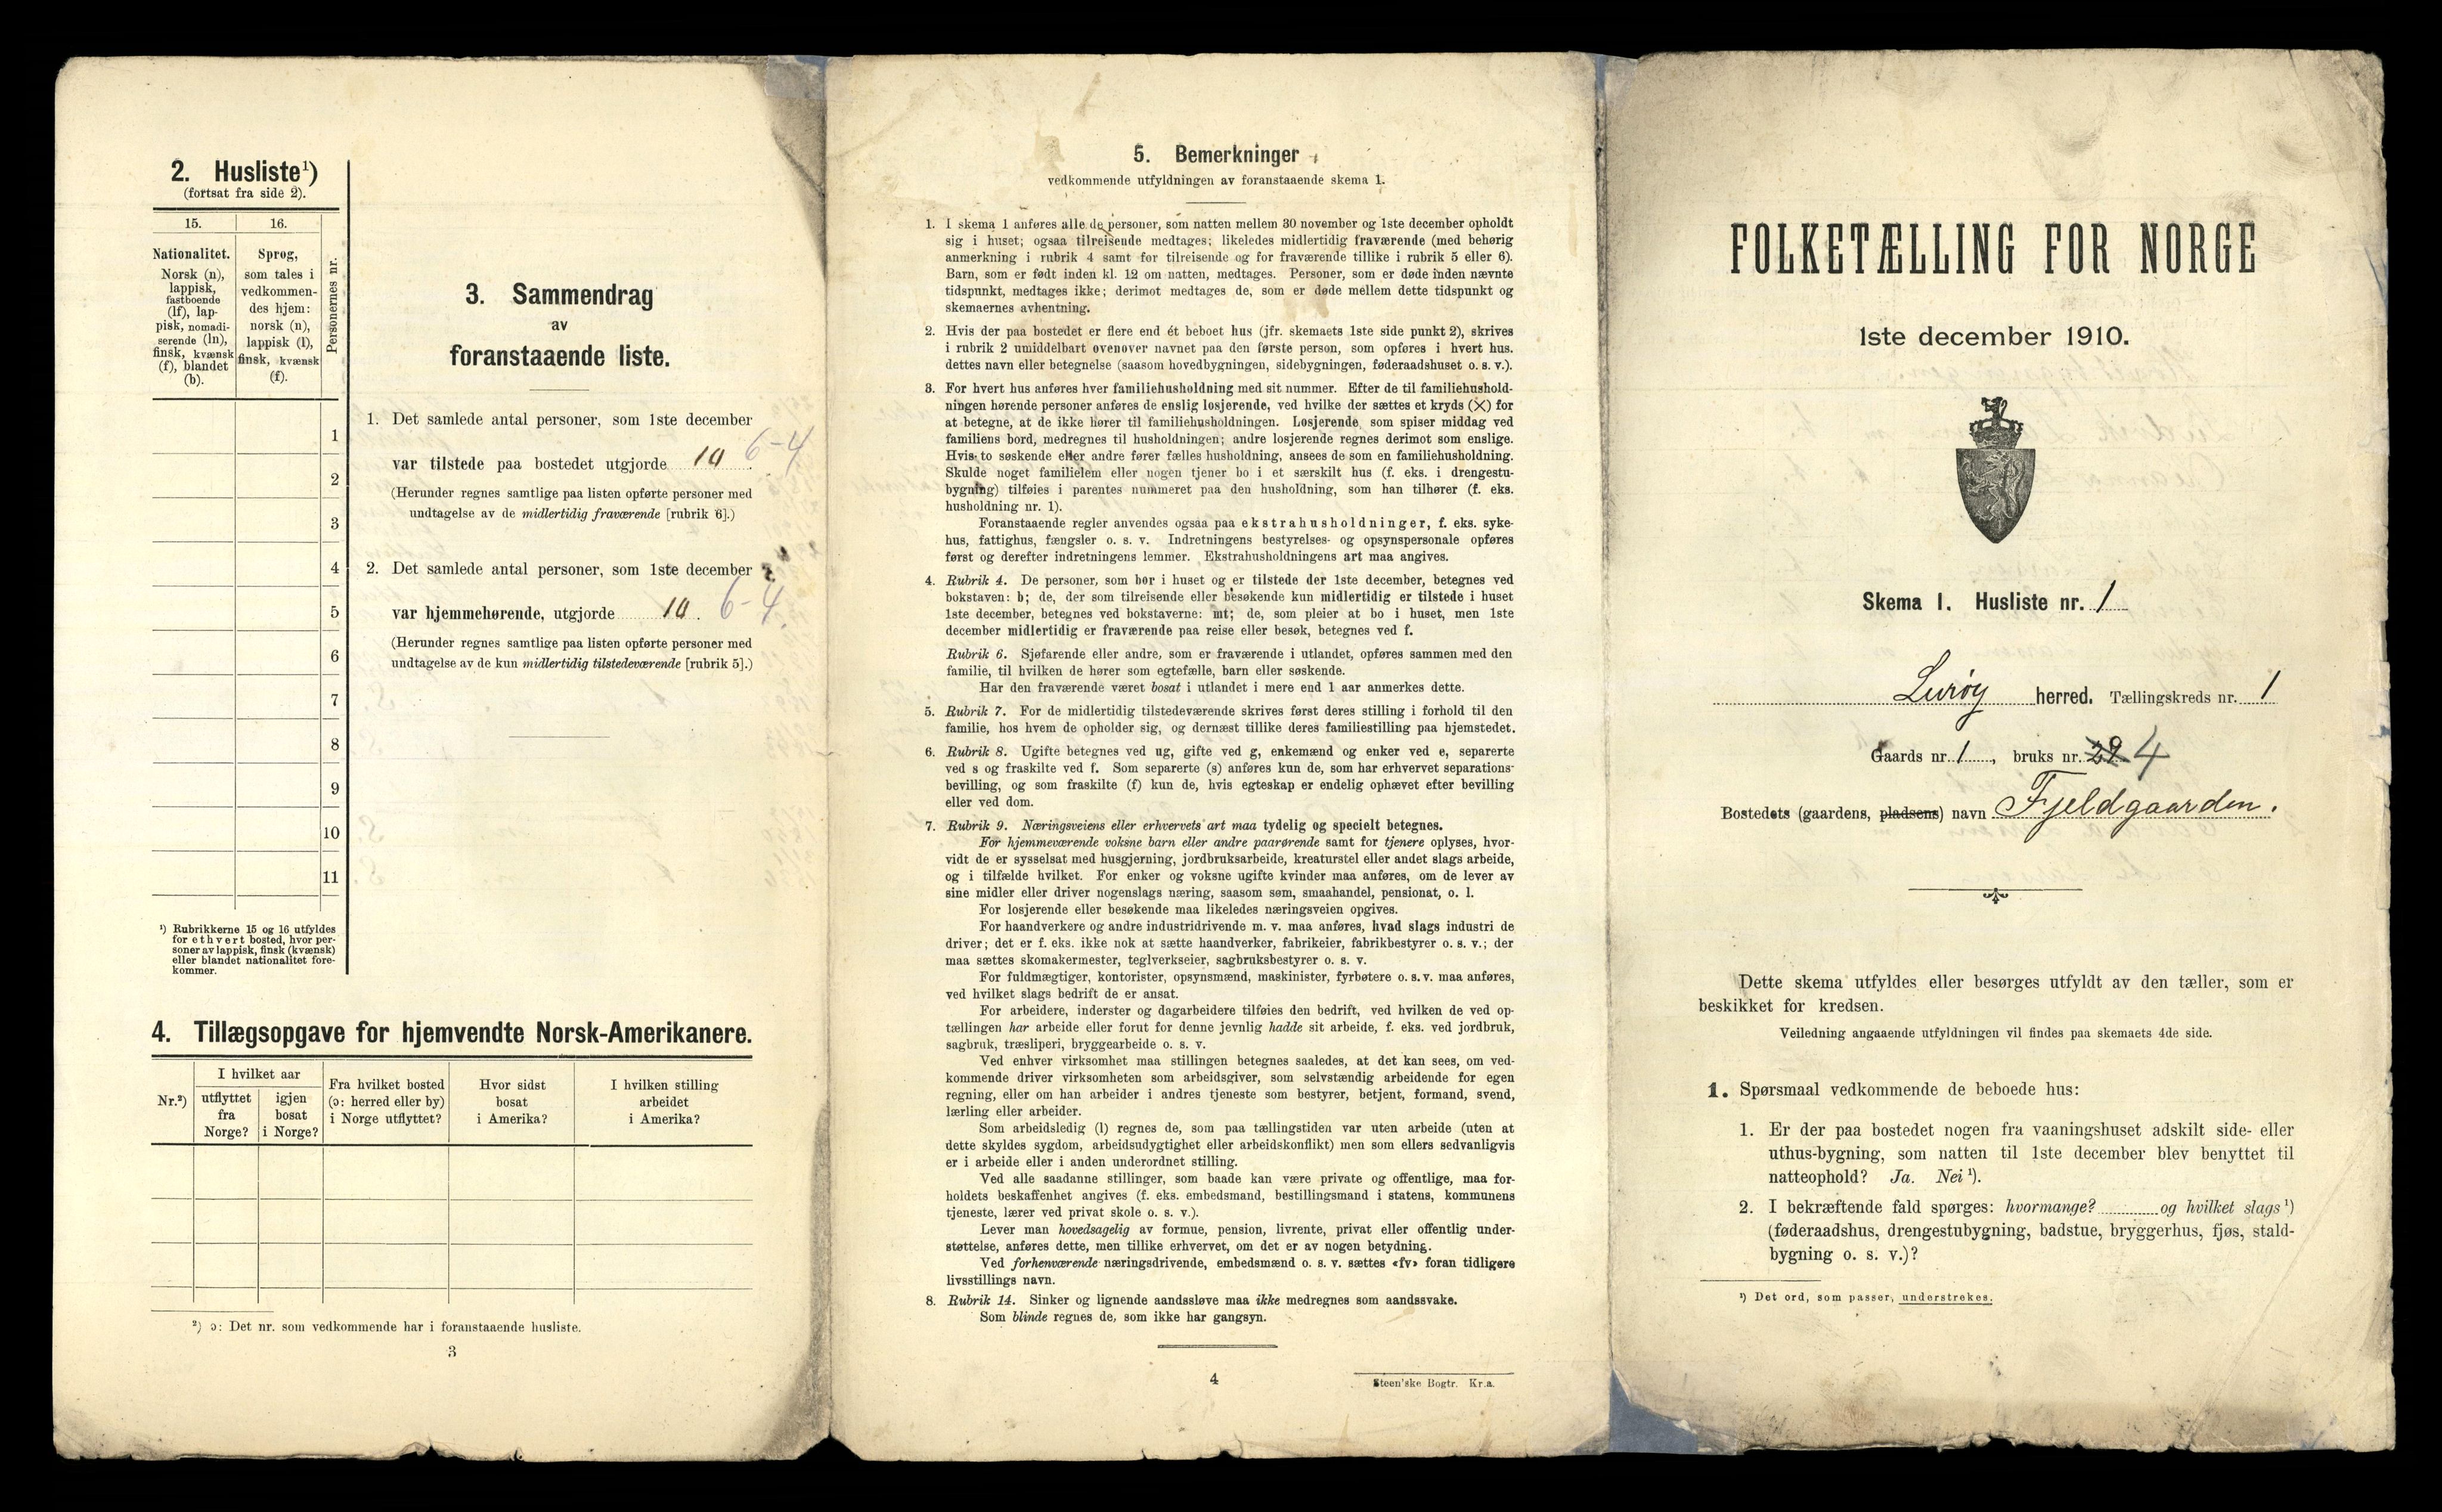 2. Husliste¹)
(fortsat fra side 2).
15.
16.
Nationalitet.
Norsk (n),
lappisk,
fastboende
(lf), lap-
pisk, nomadi-
serende (ln),
finsk, kvænsk
(f), blandet
(b).
Sprog,
som tales i
vedkommen-
des hjem:
norsk (n),
lappisk (l),
finsk, kvænsk
(f).
Personernes nr.
1
2
3
4
5
6
7
8
9
10
11
¹) Rubrikkerne 15 og 16 utfyldes
for ethvert bosted, hvor per-
soner av lappisk, finsk (kvænsk)
eller blandet nationalitet fore-
kommer.
3. Sammendrag
av
foranstaaende liste.
1. Det samlede antal personer, som 1ste december
var tilstede paa bostedet utgjorde 10. 6-4
(Herunder regnes samtlige paa listen opførte personer med
undtagelse av de midlertidig fraværende [rubrik 6].)
2. Det samlede antal personer, som 1ste december
var hjemmehørende, utgjorde 10. 6-4
(Herunder regnes samtlige paa listen opførte personer med
undtagelse av de kun midlertidig tilstedeværende [rubrik 5].)
4. Tillægsopgave for hjemvendte Norsk-Amerikanere.
Nr.²)
I hvilket aar
utflyttet
fra
Norge?
igjen
bosat
i Norge?
Fra hvilket bosted
(ɔ: herred eller by)
i Norge utflyttet?
Hvor sidst
bosat
i Amerika?
I hvilken stilling
arbeidet
i Amerika?
²) ɔ: Det nr. som vedkommende har i foranstaaende husliste.
3
5. Bemerkninger
vedkommende utfyldningen av foranstaaende skema 1.
1. I skema 1 anføres alle de personer, som natten mellem 30 november og 1ste december opholdt
sig i huset; ogsaa tilreisende medtages; likeledes midlertidig fraværende (med behørig
anmerkning i rubrik 4 samt for tilreisende og for fraværende tillike i rubrik 5 eller 6).
Barn, som er født inden kl. 12 om natten, medtages. Personer, som er døde inden nævnte
tidspunkt, medtages ikke; derimot medtages de, som er døde mellem dette tidspunkt og
skemaernes avhentning.
2. Hvis der paa bostedet er flere end ét beboet hus (jfr. skemaets 1ste side punkt 2), skrives
i rubrik 2 umiddelbart ovenover navnet paa den første person, som opføres i hvert hus.
dettes navn eller betegnelse (saasom hovedbygningen, sidebygningen, føderaadshuset o. s. v.).
3. For hvert hus anføres hver familiehusholdning med sit nummer. Efter de til familiehushold-
ningen hørende personer anføres de enslig losjerende, ved hvilke der sættes et kryds (×) for
at betegne, at de ikke hører til familiehusholdningen. Losjerende, som spiser middag ved
familiens bord, medregnes til husholdningen; andre losjerende regnes derimot som enslige.
Hvis to søskende eller andre fører fælles husholdning, ansees de som en familiehusholdning.
Skulde noget familielem eller nogen tjener bo i et særskilt hus (f. eks. i drengestu-
bygning) tilføies i parentes nummeret paa den husholdning, som han tilhører (f. eks.
husholdning nr. 1).
Foranstaaende regler anvendes ogsaa paa ekstrahusholdninger, f. eks. syke-
hus, fattighus, fængsler o. s. v. Indretningens bestyrelses- og opsynspersonale opføres
først og derefter indretningens lemmer. Ekstrahusholdningens art maa angives.
4. Rubrik 4. De personer, som bor i huset og er tilstede der 1ste december, betegnes ved
bokstaven: b; de, der som tilreisende eller besøkende kun midlertidig er tilstede i huset
1ste december, betegnes ved bokstaverne: mt; de, som pleier at bo i huset, men 1ste
december midlertidig er fraværende paa reise eller besøk, betegnes ved f.
Rubrik 6. Sjøfarende eller andre, som er fraværende i utlandet, opføres sammen med den
familie, til hvilken de hører som egtefælle, barn eller søskende.
Har den fraværende været bosat i utlandet i mere end 1 aar anmerkes dette.
5. Rubrik 7. For de midlertidig tilstedeværende skrives først deres stilling i forhold til den
familie, hos hvem de opholder sig, og dernæst tillike deres familiestilling paa hjemstedet.
6. Rubrik 8. Ugifte betegnes ved ug, gifte ved g, enkemænd og enker ved e, separerte
ved s og fraskilte ved f. Som separerte (s) anføres kun de, som har erhvervet separations-
bevilling, og som fraskilte (f) kun de, hvis egteskap er endelig ophævet efter bevilling
eller ved dom.
7. Rubrik 9. Næringsveiens eller erhvervets art maa tydelig og specielt betegnes.
For hjemmeværende voksne barn eller andre paarørende samt for tjenere oplyses, hvor-
vidt de er sysselsat med husgjerning, jordbruksarbeide, kreaturstel eller andet slags arbeide,
og i tilfælde hvilket. For enker og voksne ugifte kvinder maa anføres, om de lever av
sine midler eller driver nogenslags næring, saasom søm, smaahandel, pensionat, o. l.
For losjerende eller besøkende maa likeledes næringsveien opgives.
For haandverkere og andre industridrivende m. v. maa anføres, hvad slags industri de
driver; det er f. eks. ikke nok at sætte haandverker, fabrikeier, fabrikbestyrer o. s. v.; der
maa sættes skomakermester, teglverkseier, sagbruksbestyrer o. s. v.
For fuldmægtiger, kontorister, opsynsmænd, maskinister, fyrbøtere o. s. v. maa anføres,
ved hvilket slags bedrift de er ansat.
For arbeidere, inderster og dagarbeidere tilføies den bedrift, ved hvilken de ved op-
tællingen har arbeide eller forut for denne jevnlig hadde sit arbeide, f. eks. ved jordbruk,
sagbruk, træsliperi, bryggearbeide o. s. v.
Ved enhver virksomhet maa stillingen betegnes saaledes, at det kan sees, om ved-
kommende driver virksomheten som arbeidsgiver, som selvstændig arbeidende for egen
regning, eller om han arbeider i andres tjeneste som bestyrer, betjent, formand, svend,
lærling eller arbeider.
Som arbeidsledig (l) regnes de, som paa tællingstiden var uten arbeide (uten at
dette skyldes sygdom, arbeidsudygtighet eller arbeidskonflikt) men som ellers sedvanligvis
er i arbeide eller i anden underordnet stilling.
Ved alle saadanne stillinger, som baade kan være private og offentlige, maa for-
holdets beskaffenhet angives (f. eks. embedsmand, bestillingsmand i statens, kommunens
tjeneste, lærer ved privat skole o. s. v.).
Lever man hovedsagelig av formue, pension, livrente, privat eller offentlig under-
støttelse, anføres dette, men tillike erhvervet, om det er av nogen betydning.
Ved forhenværende næringsdrivende, embedsmænd o. s. v. sættes «fv» foran tidligere
livsstillings navn.
8. Rubrik 14. Sinker og lignende aandssløve maa ikke medregnes som aandssvake.
Som blinde regnes de, som ikke har gangsyn.
4
Steen'ske Bogtr. Kr.a.
FOLKETÆLLING FOR NORGE
1ste december 1910.
Skema 1. Husliste nr. 1
Lurøy herred. Tællingskreds nr. 1
Gaards nr. 1, bruks nr. 29 4
Bostedets (gaardens, pladsens) navn Fjeldgaarden.
Dette skema utfyldes eller besørges utfyldt av den tæller, som er
beskikket for kredsen.
Veiledning angaaende utfyldningen vil findes paa skemaets 4de side.
1. Spørsmaal vedkommende de beboede hus:
1. Er der paa bostedet nogen fra vaaningshuset adskilt side- eller
uthus-bygning, som natten til 1ste december blev benyttet til
natteophold? Ja. Nei ¹).
2. I bekræftende fald spørges: hvormange? og hvilket slags ¹)
(føderaadshus, drengestubygning, badstue, bryggerhus, fjøs, stald-
bygning o. s. v.)?
¹) Det ord, som passer, understrekes.